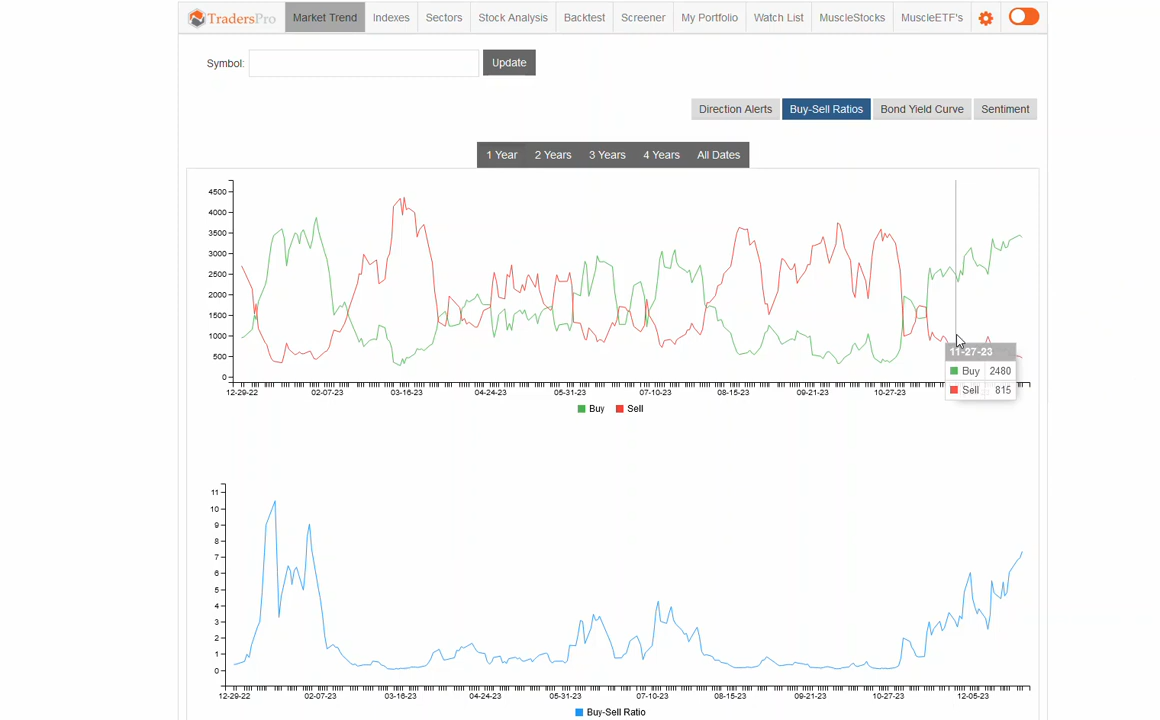 TradersPro Market Trend Indexes Sectors Stock Analysis Backtest Screener My Portfolio Watch List MuscleStocks MuscleETF's
Symbol: Update
Direction Alerts Buy-Sell Ratios Bond Yield Curve Sentiment
1 Year 2 Years 3 Years 4 Years All Dates
4500
4000
3500
3000
2500
2000
1500
1000
500
0
11-27-23
Buy 2480
Sell 815
12-29-22 02-07-23 03-16-23 04-24-23 05-31-23 07-10-23 08-15-23 09-21-23 10-27-23
Buy Sell
11
10
9
8
7
6
5
4
3
2
1
0
12-29-22 02-07-23 03-16-23 04-24-23 05-31-23 07-10-23 08-15-23 09-21-23 10-27-23 12-05-23
Buy-Sell Ratio